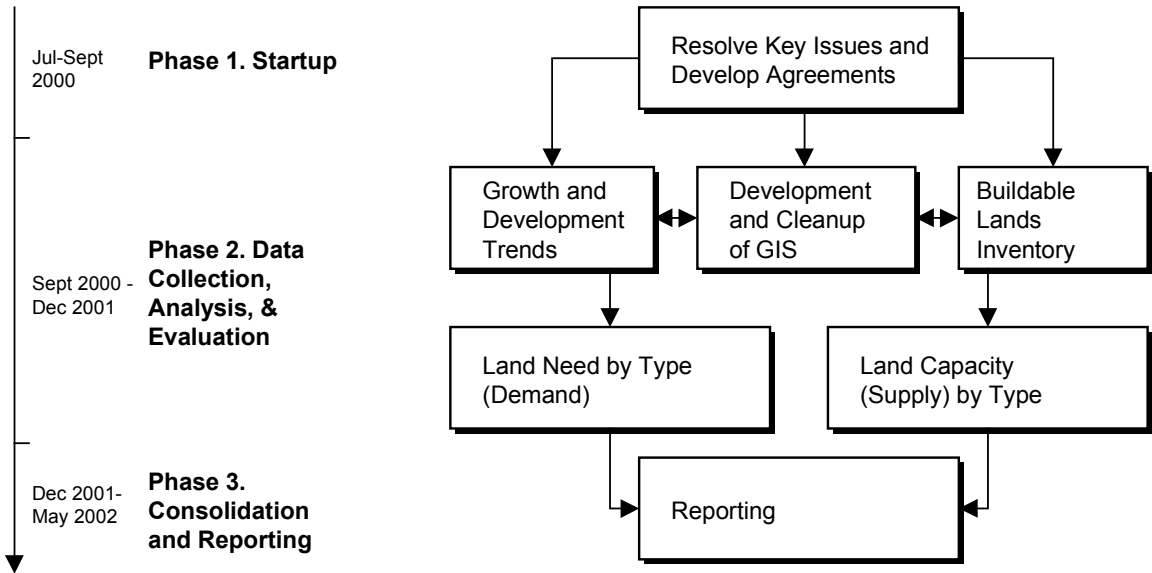 Jul-Sept
2000
Phase 1. Startup
Resolve Key Issues and
Develop Agreements
Sept 2000 -
Dec 2001
Phase 2. Data
Collection,
Analysis, &
Evaluation
Growth and
Development
Trends
Development
and Cleanup
of GIS
Buildable
Lands
Inventory
Land Need by Type
(Demand)
Land Capacity
(Supply) by Type
Dec 2001-
May 2002
Phase 3.
Consolidation
and Reporting
Reporting